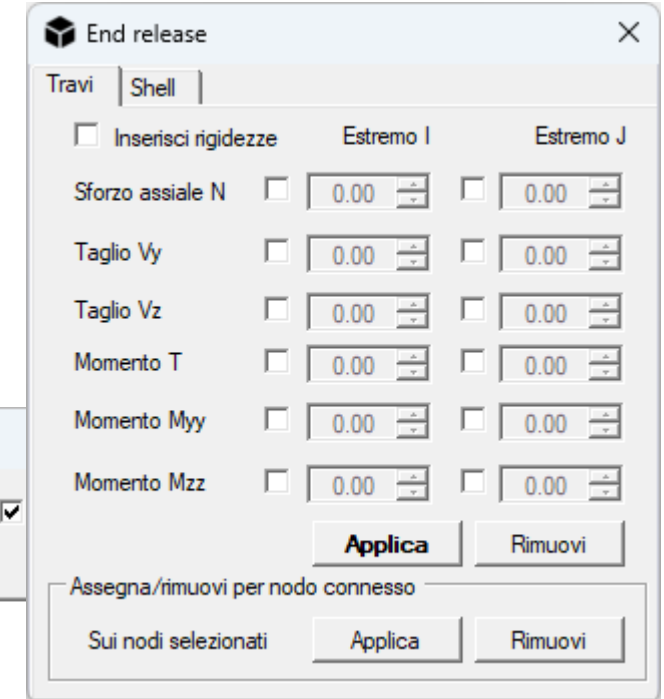 End release
Travi Shell
Inserisci rigidezze Estremo I Estremo J
Sforzo assiale N 0.00 0.00
Taglio Vy 0.00 0.00
Taglio Vz 0.00 0.00
Momento T 0.00 0.00
Momento Myy 0.00 0.00
Momento Mzz 0.00 0.00
Applica Rimuovi
Assegna/rimuovi per nodo connesso
Sui nodi selezionati Applica Rimuovi